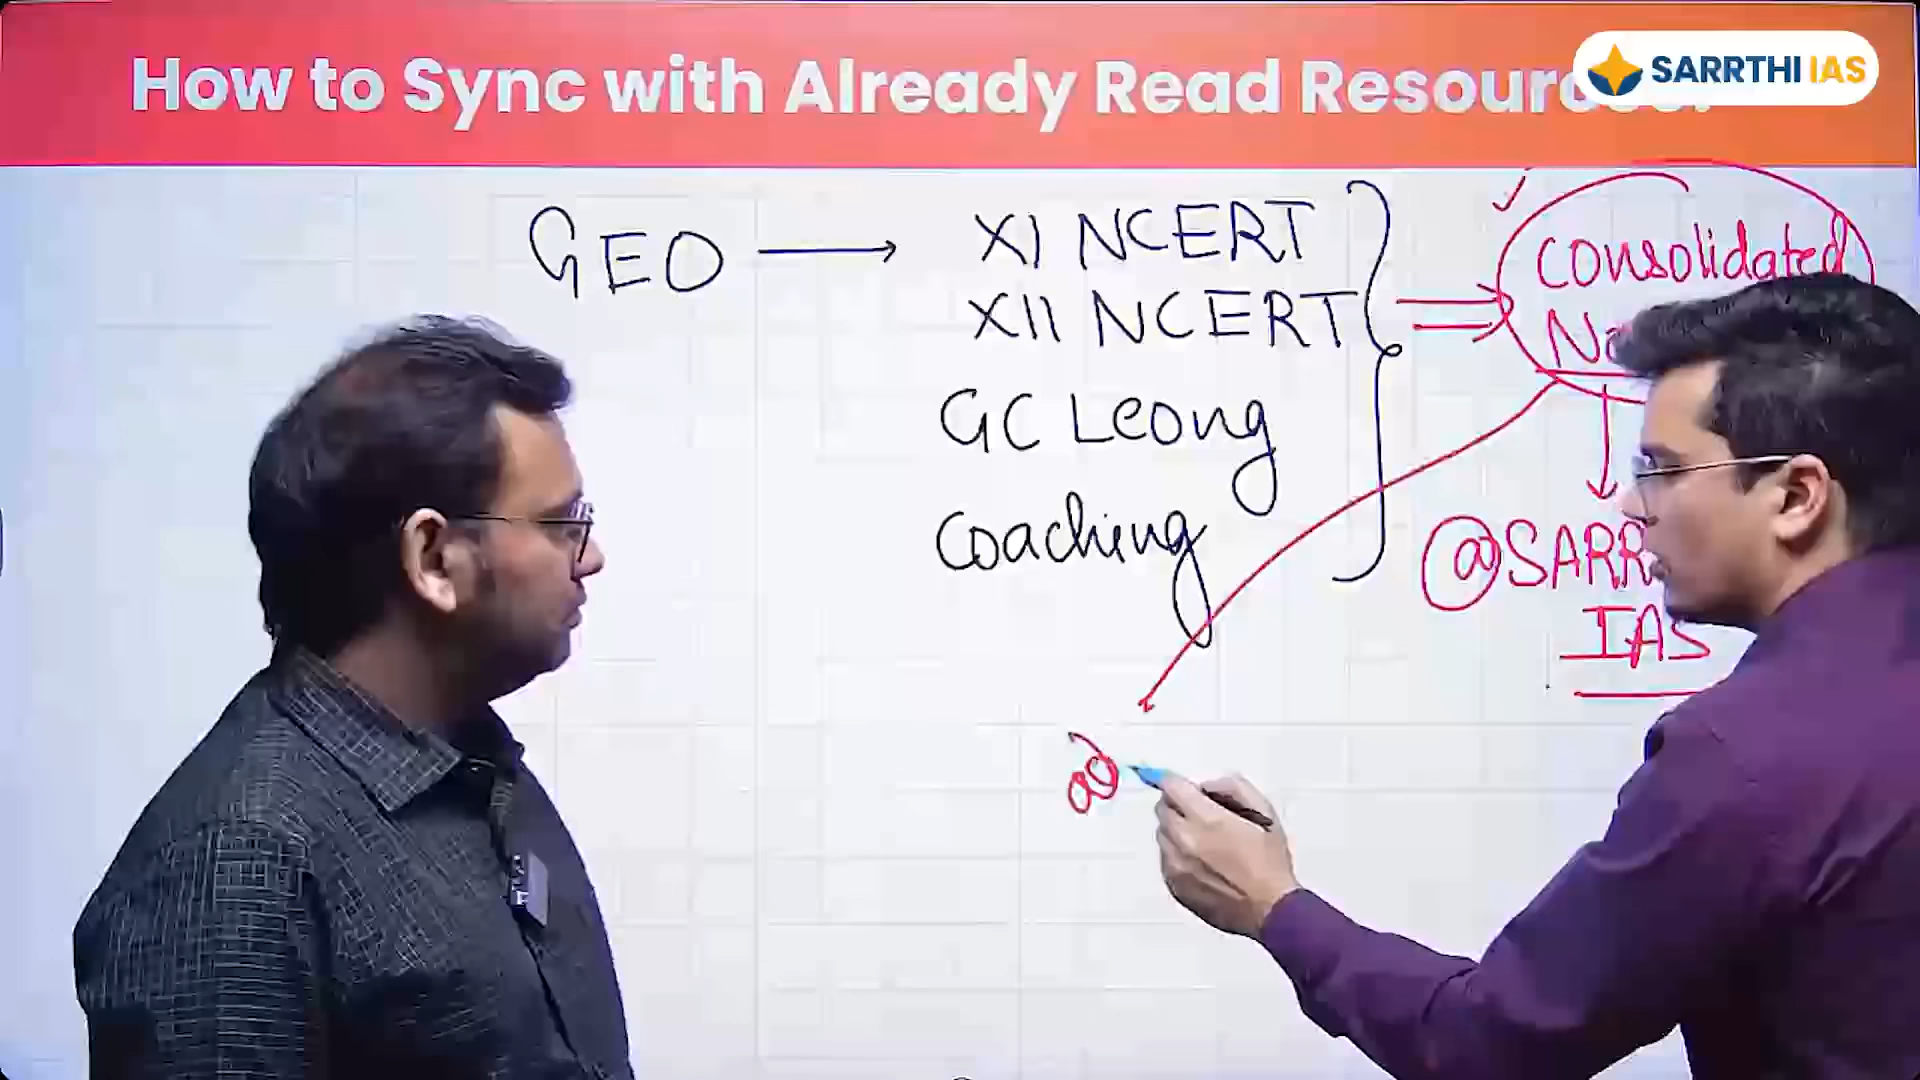 How to Sync with Already Read
SARRTHI IAS
GEO → XI NCERT
XII NCERT
GC Leong
Coaching
Consolidated
@SARR
IAS